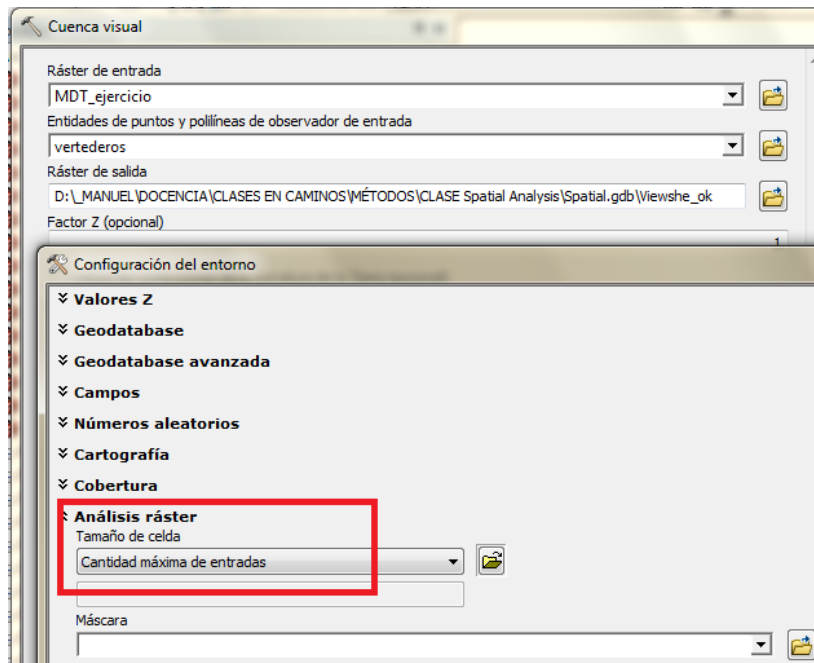 Cuenca visual
Ráster de entrada
MDT_ejercicio
Entidades de puntos y polilíneas de observador de entrada
vertederos
Ráster de salida
D:\_MANUEL\DOCENCIA\CLASES EN CAMINOS\MÉTODOS\CLASE Spatial Analysis\Spatial.gdb\Viewshe_ok
Factor Z (opcional)
1
Configuración del entorno
Valores Z
Geodatabase
Geodatabase avanzada
Campos
Números aleatorios
Cartografía
Cobertura
Análisis ráster
Tamaño de celda
Cantidad máxima de entradas
Máscara